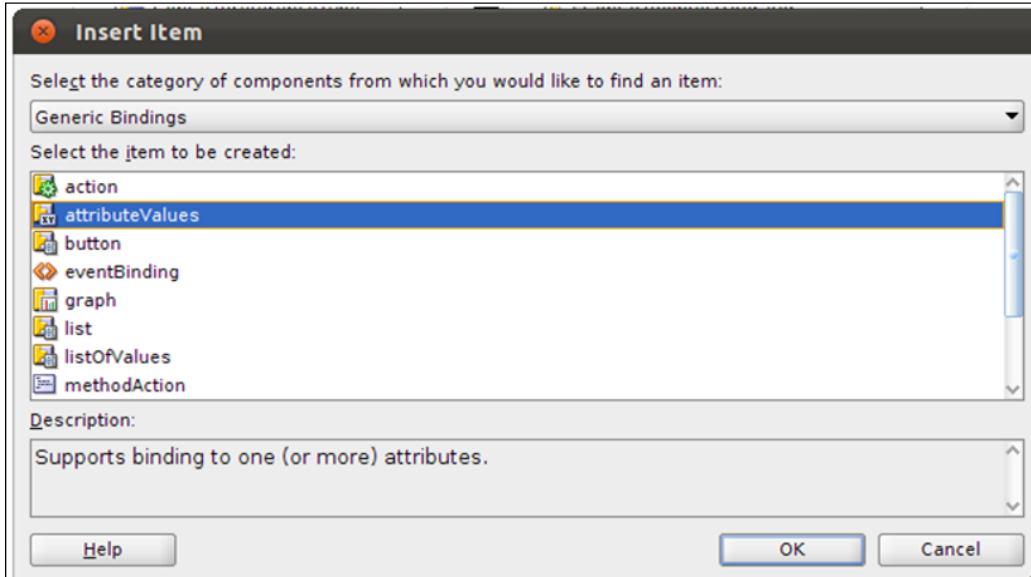 Insert Item
Select the category of components from which you would like to find an item:
Generic Bindings
Select the item to be created:
action
attributeValues
button
eventBinding
graph
list
listOfValues
methodAction
Description:
Supports binding to one (or more) attributes.
Help
OK
Cancel